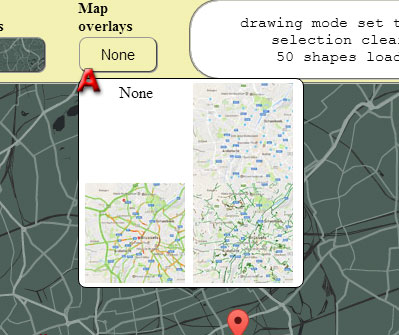 s
Map
overlays
None
drawing mode set t
selection clea
50 shapes load
A
None